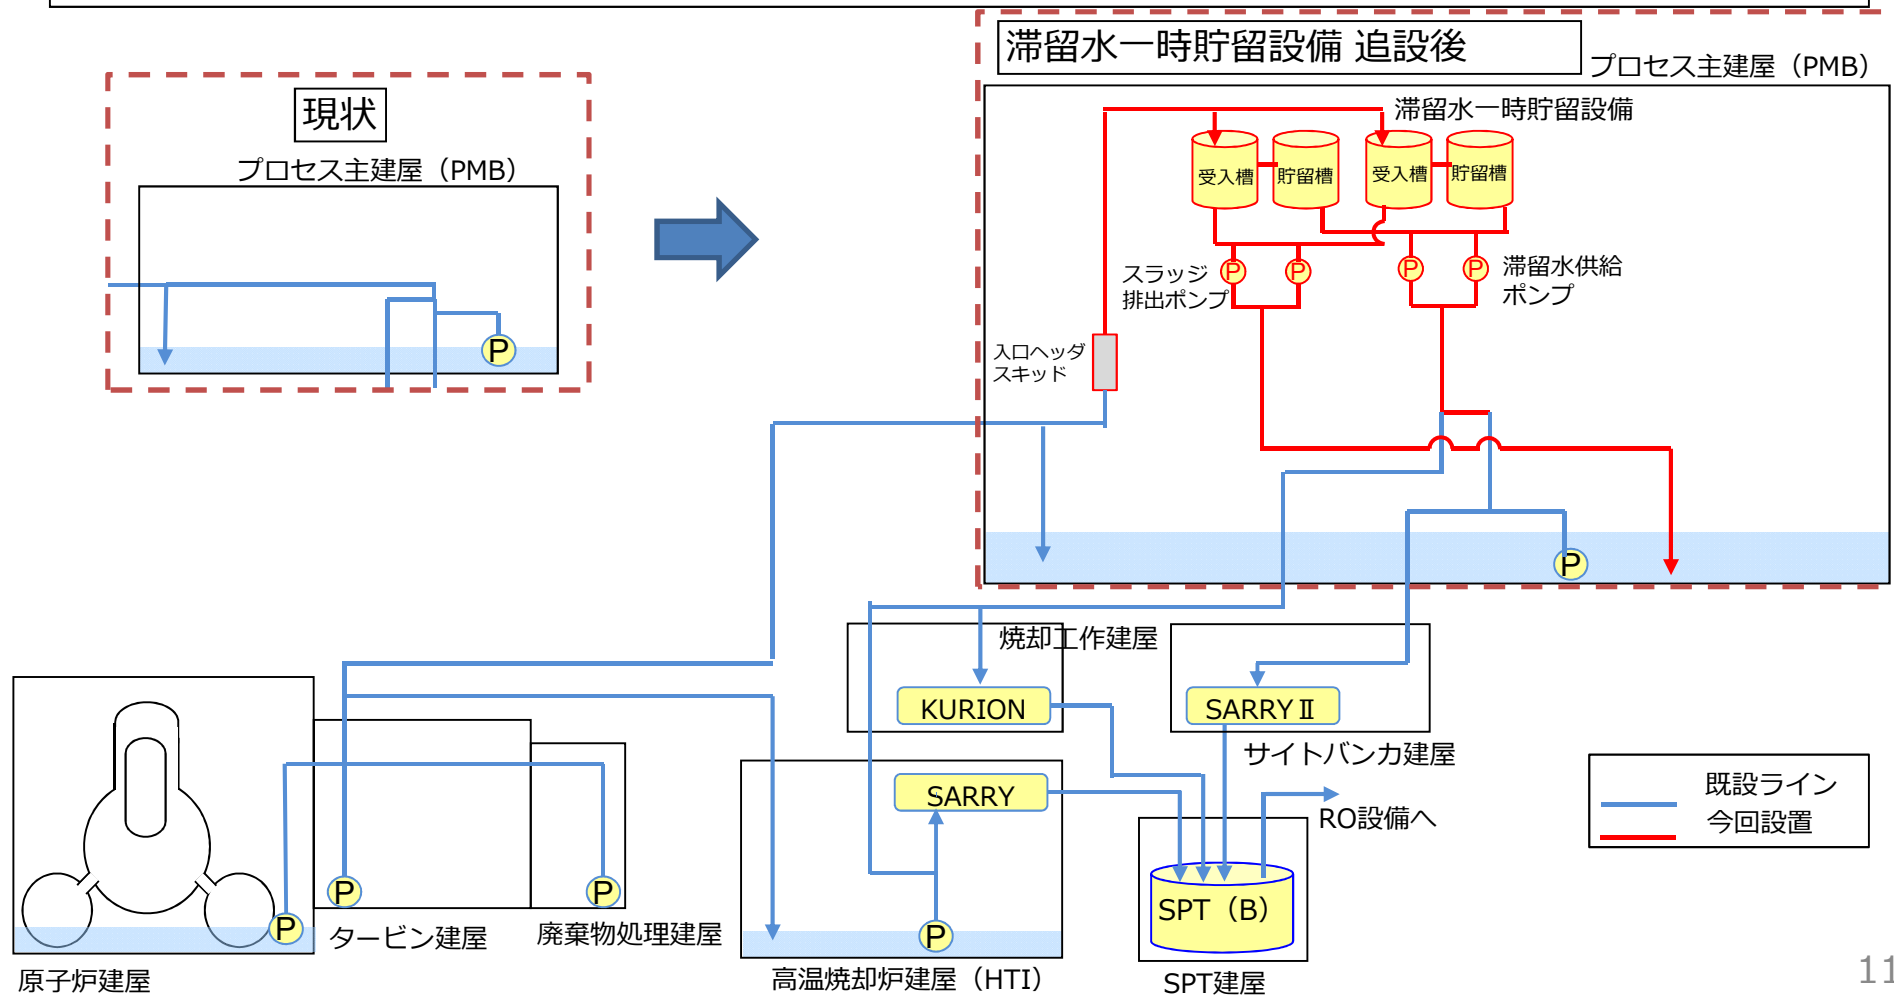 滞留水一時貯留設備 追設後
プロセス主建屋（PMB）
現状
プロセス主建屋（PMB）
P
滞留水一時貯留設備
受入槽
貯留槽
受入槽
貯留槽
スラッジ
排出ポンプ
P
P
P
P
滞留水供給
ポンプ
入口ヘッダ
スキッド
P
焼却工作建屋
KURION
SARRYⅡ
サイトバンカ建屋
SARRY
P
高温焼却炉建屋（HTI）
RO設備へ
SPT（B）
SPT建屋
P
原子炉建屋
P
タービン建屋
P
廃棄物処理建屋
既設ライン
今回設置
11